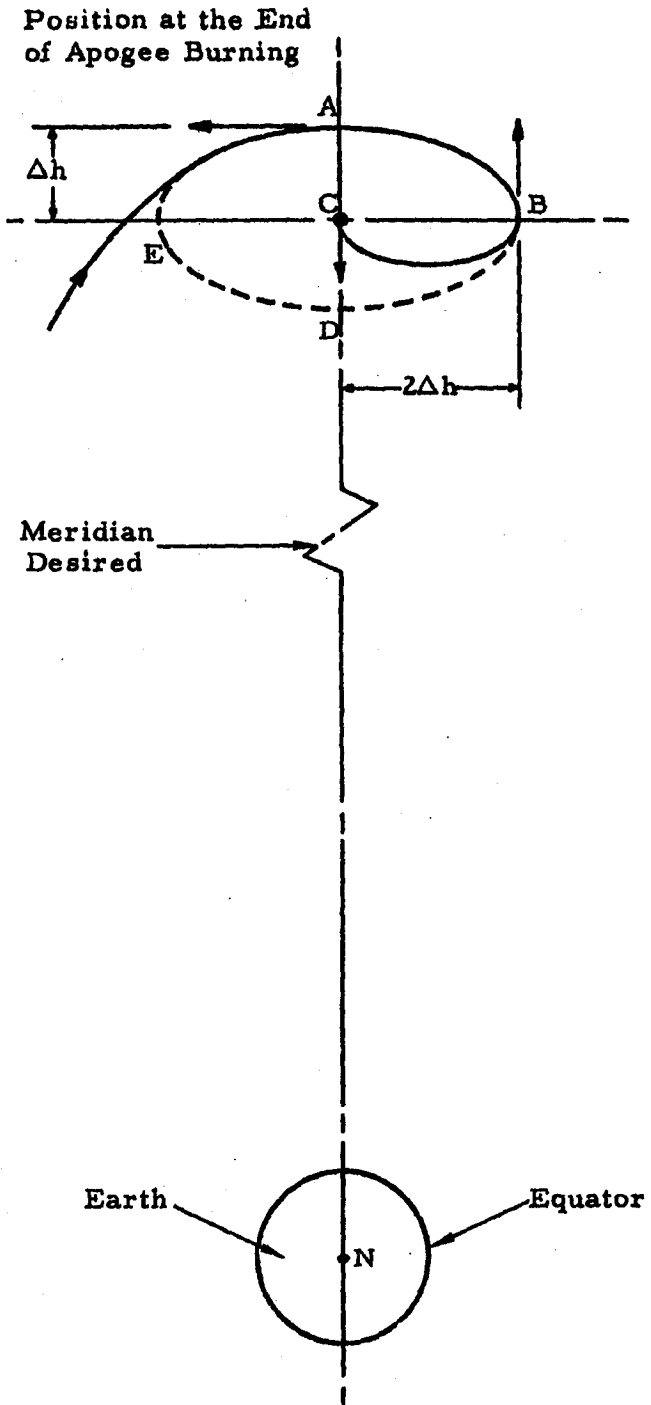 Position at the End
of Apogee Burning
A
Δh
C
B
E
D
2Δh
Meridian
Desired
Earth
Equator
N